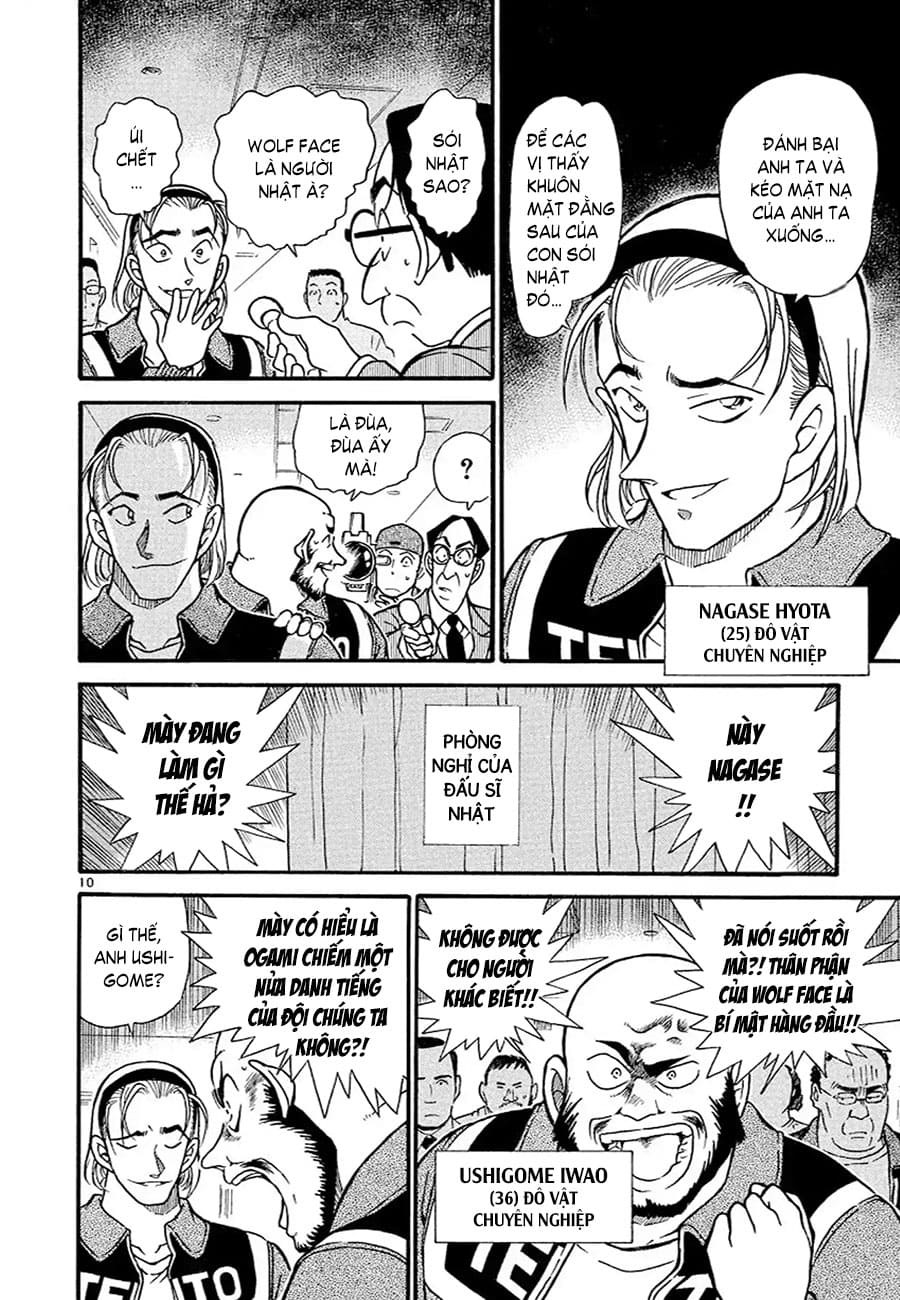 ĐÁNH BẠI
ANH TA VÀ
KÉO MẶT NẠ
CỦA ANH TA
XUỐNG...
ĐỂ CÁC
VỊ THẤY
KHUÔN
MẶT ĐẰNG
SAU CỦA
CON SÓI
NHẬT
ĐÓ...
NAGASE HYOTA
(25) ĐÔ VẬT
CHUYÊN NGHIỆP
SÓI
NHẬT
SAO?
WOLF FACE
LÀ NGƯỜI
NHẬT À?
ÚI
CHẾT
...
?
LÀ ĐÙA,
ĐÙA ẤY
MÀ!
TE
TO
NÀY
NAGASE
!!
PHÒNG
NGHỈ CỦA
ĐẤU SĨ
NHẬT
MÀY ĐANG
LÀM GÌ
THẾ HẢ?
10
ĐÃ NÓI SUỐT RỒI
MÀ?! THÂN PHẬN
CỦA WOLF FACE LÀ
BÍ MẬT HÀNG ĐẦU!!
KHÔNG ĐƯỢC
CHO NGƯỜI
KHÁC BIẾT!!
USHIGOME IWAO
(36) ĐÔ VẬT
CHUYÊN NGHIỆP
TE
MÀY CÓ HIỂU LÀ
OGAMI CHIẾM MỘT
NỬA DANH TIẾNG
CỦA ĐỘI CHÚNG TA
KHÔNG?!
GÌ THẾ,
ANH USHI-
GOME?
TE TO